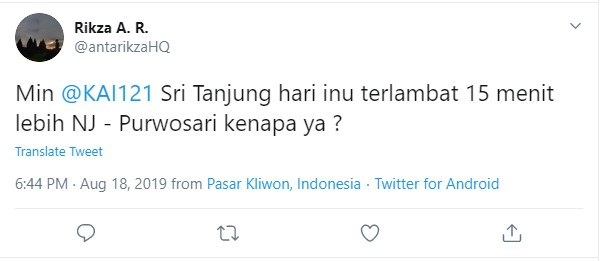 Rikza A. R.
@antarikzaHQ
Min @KAI121 Sri Tanjung hari inu terlambat 15 menit
lebih NJ - Purwosari kenapa ya ?
Translate Tweet
6:44 PM · Aug 18, 2019 from Pasar Kliwon, Indonesia · Twitter for Android